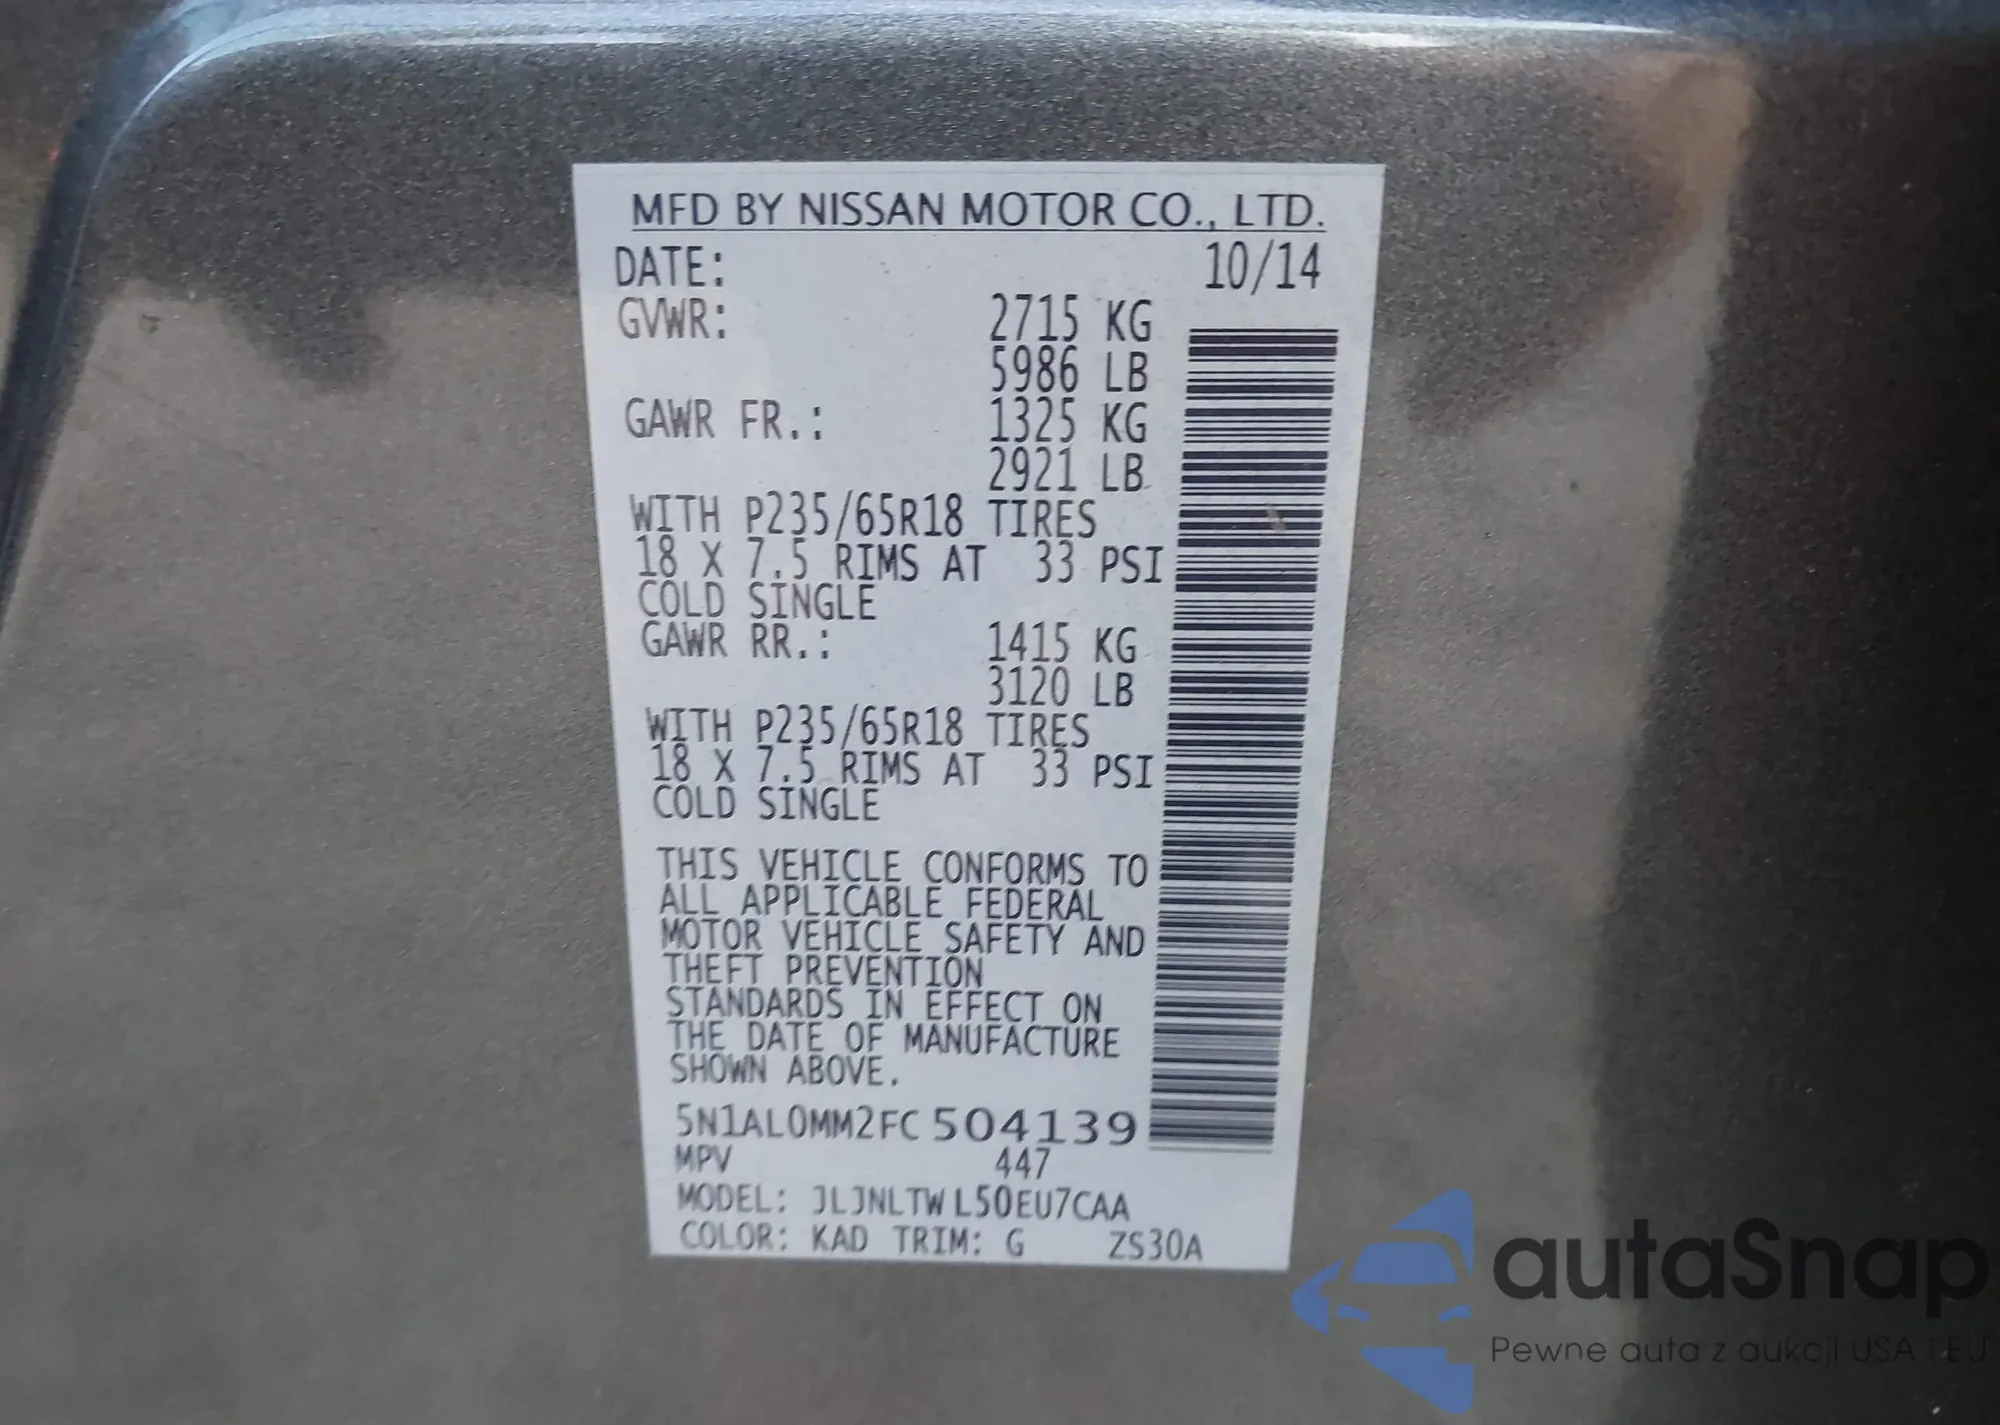 MFD BY NISSAN MOTOR CO., LTD.
DATE: 10/14
GVWR: 2715 KG
5986 LB
GAWR FR.: 1325 KG
2921 LB
WITH P235/65R18 TIRES
18 X 7.5 RIMS AT 33 PSI
COLD SINGLE
GAWR RR.: 1415 KG
3120 LB
WITH P235/65R18 TIRES
18 X 7.5 RIMS AT 33 PSI
COLD SINGLE
THIS VEHICLE CONFORMS TO
ALL APPLICABLE FEDERAL
MOTOR VEHICLE SAFETY AND
THEFT PREVENTION
STANDARDS IN EFFECT ON
THE DATE OF MANUFACTURE
SHOWN ABOVE.
5N1AL0MM2FC504139
MPV 447
MODEL: JLJNLTW L50EU7CAA
COLOR: KAD TRIM: G ZS30A
autaSnap
Pewne auta z aukcji USA i EU